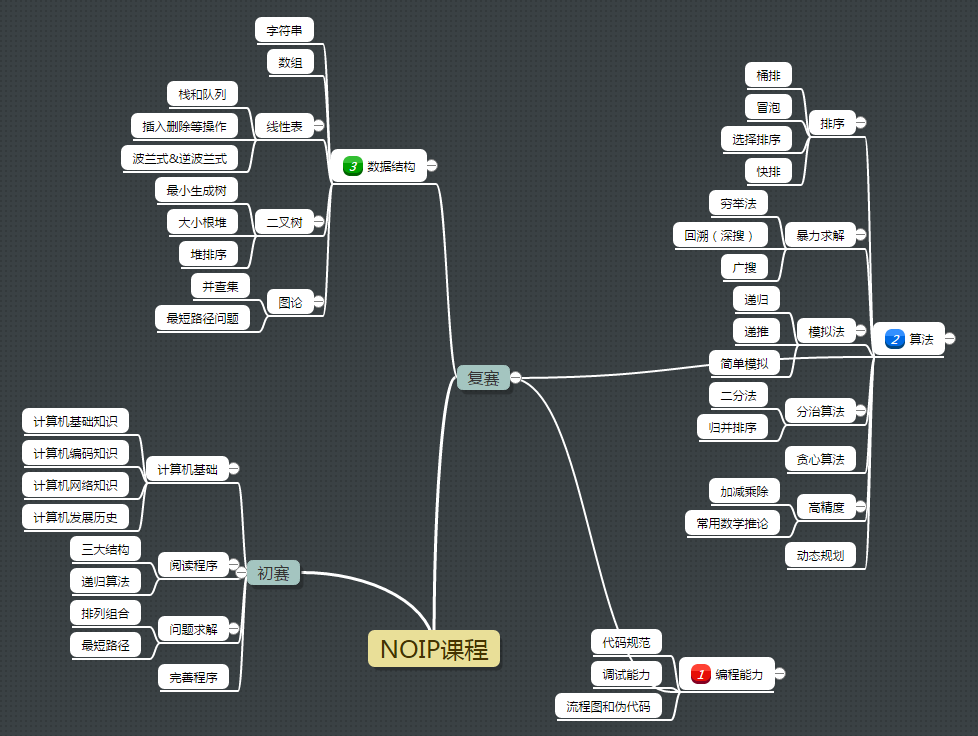 NOIP课程
初赛
计算机基础
计算机基础知识
计算机编码知识
计算机网络知识
计算机发展历史
阅读程序
三大结构
递归算法
问题求解
排列组合
最短路径
完善程序
复赛
1 编程能力
代码规范
调试能力
流程图和伪代码
2 算法
排序
桶排
冒泡
选择排序
快排
暴力求解
穷举法
回溯（深搜）
广搜
模拟法
递归
递推
简单模拟
分治算法
二分法
归并排序
贪心算法
高精度
加减乘除
常用数学推论
动态规划
3 数据结构
字符串
数组
线性表
栈和队列
插入删除等操作
波兰式&逆波兰式
二叉树
最小生成树
大小根堆
堆排序
图论
并查集
最短路径问题